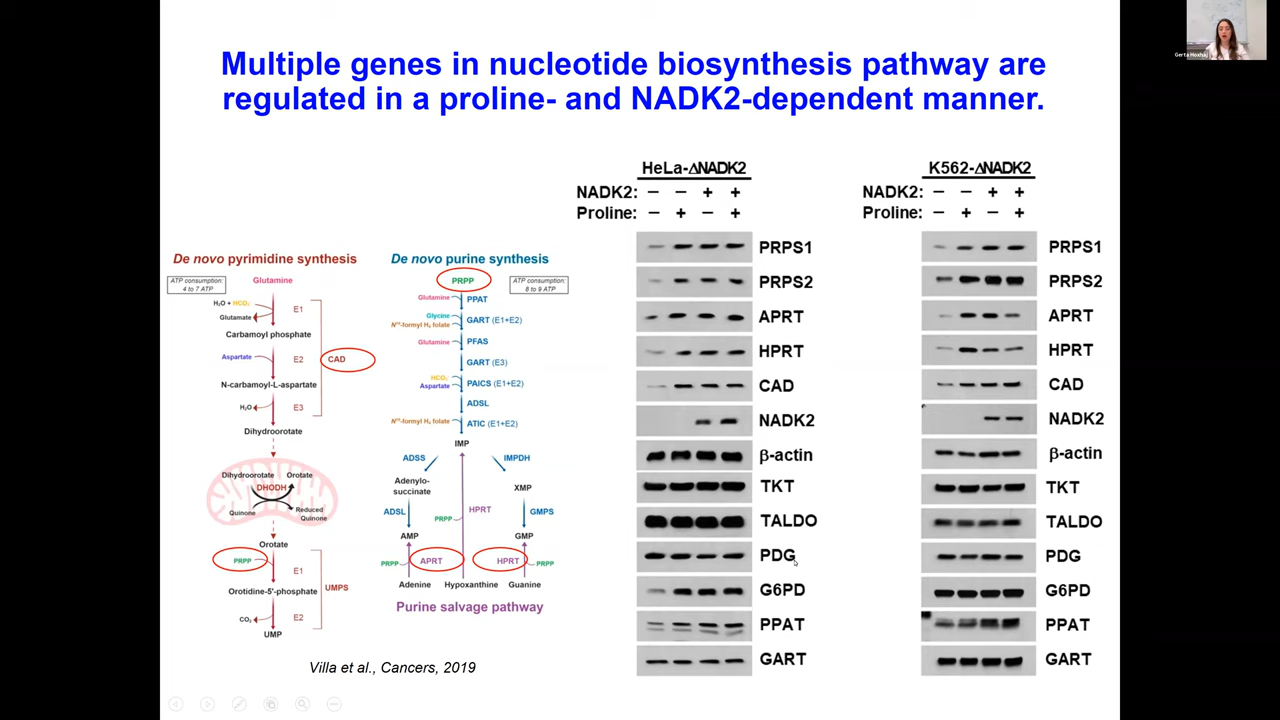 Multiple genes in nucleotide biosynthesis pathway are
regulated in a proline- and NADK2-dependent manner.
De novo pyrimidine synthesis
ATP consumption:
4 to 7 ATP
Glutamine
H₂O + HCO₃⁻
Glutamate
E1
Carbamoyl phosphate
Aspartate
E2
CAD
N-carbamoyl-L-aspartate
H₂O
E3
Dihydroorotate
Dihydroorotate
Orotate
DHODH
Quinone
Reduced
Quinone
Orotate
PRPP
E1
Orotidine-5'-phosphate
UMPS
CO₂
E2
UMP
De novo purine synthesis
PRPP
ATP consumption:
8 to 9 ATP
Glutamine
PPAT
Glycine
GART (E1+E2)
N¹⁰-formyl H₄ folate
Glutamine
PFAS
GART (E3)
HCO₃⁻
Aspartate
PAICS (E1+E2)
ADSL
N¹⁰-formyl H₄ folate
ATIC (E1+E2)
IMP
ADSS
IMPDH
Adenylo-
succinate
XMP
HPRT
PRPP
ADSL
GMPS
AMP
GMP
PRPP
APRT
HPRT
PRPP
Adenine
Hypoxanthine
Guanine
Purine salvage pathway
Villa et al., Cancers, 2019
HeLa-ΔNADK2
NADK2: − − + +
Proline: − + − +
PRPS1
PRPS2
APRT
HPRT
CAD
NADK2
β-actin
TKT
TALDO
PDG
G6PD
PPAT
GART
K562-ΔNADK2
NADK2: − − + +
Proline: − + − +
PRPS1
PRPS2
APRT
HPRT
CAD
NADK2
β-actin
TKT
TALDO
PDG
G6PD
PPAT
GART